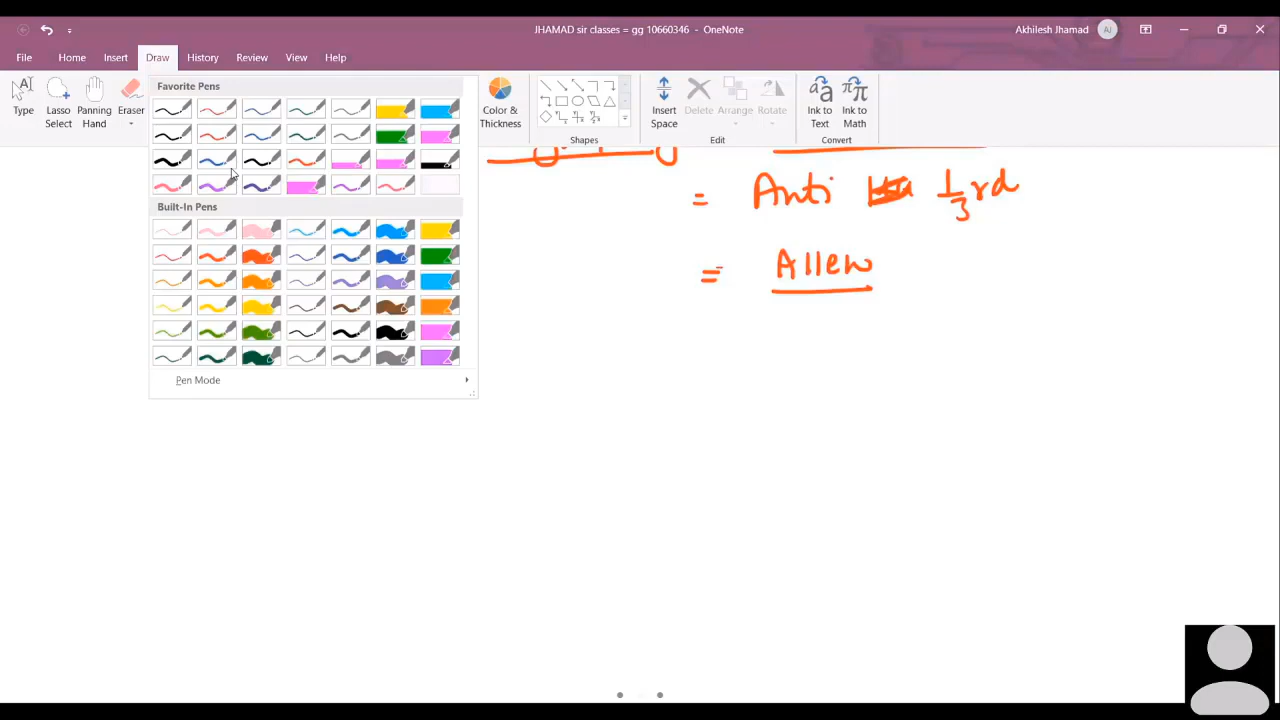 JHAMAD sir classes = gg 10660346 - OneNote
Akhilesh Jhamad AJ
File Home Insert Draw History Review View Help
Type
Lasso Select
Panning Hand
Eraser
Favorite Pens
Built-In Pens
Pen Mode
Color & Thickness
Shapes
Insert Space
Delete
Arrange
Rotate
Edit
Ink to Text
Ink to Math
Convert
= Anti 1/3rd
= Allen